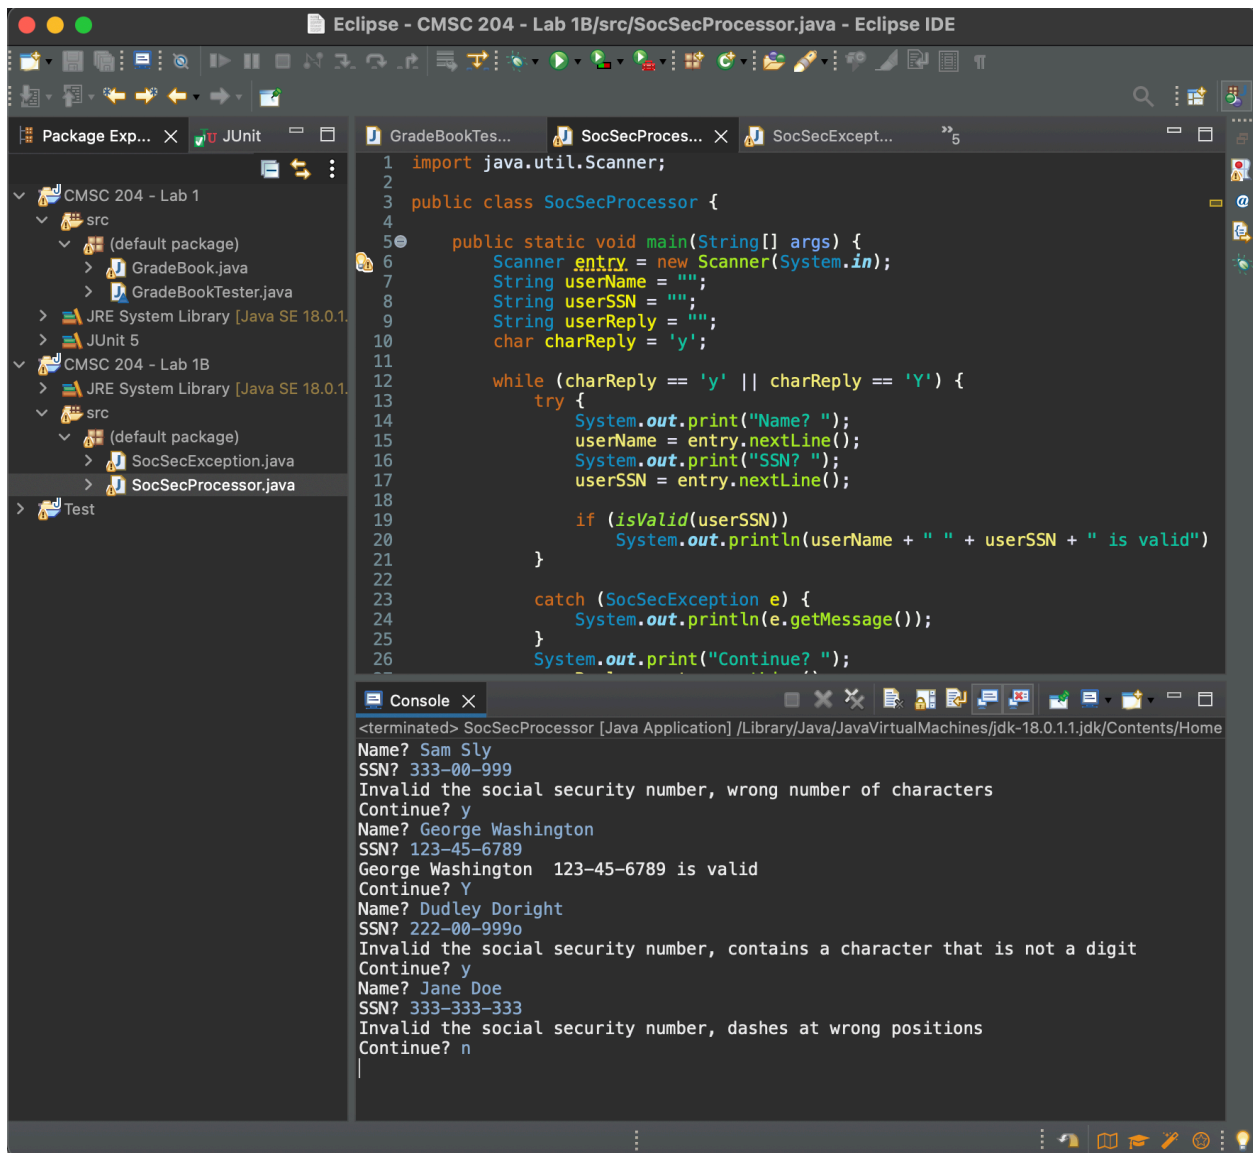 Eclipse - CMSC 204 - Lab 1B/src/SocSecProcessor.java - Eclipse IDE
Package Exp...
JUnit
CMSC 204 - Lab 1
src
(default package)
GradeBook.java
GradeBookTester.java
JRE System Library [Java SE 18.0.1.
JUnit 5
CMSC 204 - Lab 1B
JRE System Library [Java SE 18.0.1.
src
(default package)
SocSecException.java
SocSecProcessor.java
Test
GradeBookTes...
SocSecProces...
SocSecExcept...
»5
1 import java.util.Scanner;
2
3 public class SocSecProcessor {
4
5 public static void main(String[] args) {
6 Scanner entry = new Scanner(System.in);
7 String userName = "";
8 String userSSN = "";
9 String userReply = "";
10 char charReply = 'y';
11
12 while (charReply == 'y' || charReply == 'Y') {
13 try {
14 System.out.print("Name? ");
15 userName = entry.nextLine();
16 System.out.print("SSN? ");
17 userSSN = entry.nextLine();
18
19 if (isValid(userSSN))
20 System.out.println(userName + " " + userSSN + " is valid")
21 }
22
23 catch (SocSecException e) {
24 System.out.println(e.getMessage());
25 }
26 System.out.print("Continue? ");
Console
<terminated> SocSecProcessor [Java Application] /Library/Java/JavaVirtualMachines/jdk-18.0.1.1.jdk/Contents/Home
Name? Sam Sly
SSN? 333-00-999
Invalid the social security number, wrong number of characters
Continue? y
Name? George Washington
SSN? 123-45-6789
George Washington  123-45-6789 is valid
Continue? Y
Name? Dudley Doright
SSN? 222-00-999o
Invalid the social security number, contains a character that is not a digit
Continue? y
Name? Jane Doe
SSN? 333-333-333
Invalid the social security number, dashes at wrong positions
Continue? n